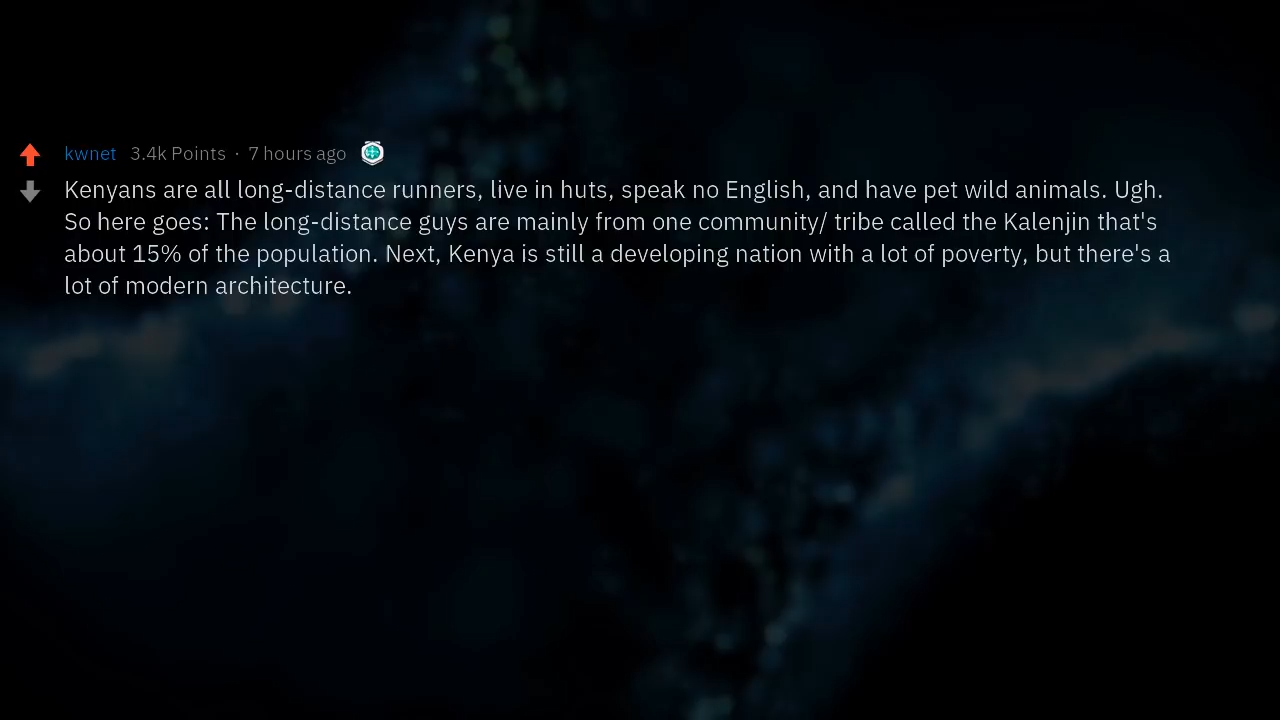 kwnet 3.4k Points · 7 hours ago
Kenyans are all long-distance runners, live in huts, speak no English, and have pet wild animals. Ugh.
So here goes: The long-distance guys are mainly from one community/ tribe called the Kalenjin that's
about 15% of the population. Next, Kenya is still a developing nation with a lot of poverty, but there's a
lot of modern architecture.